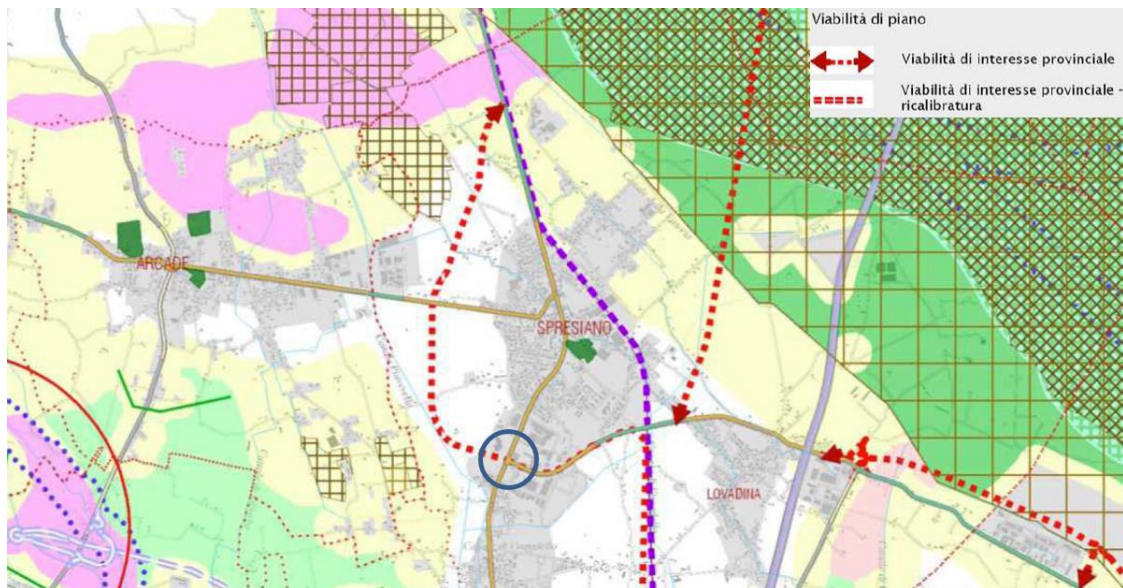 Viabilità di piano
Viabilità di interesse provinciale
Viabilità di interesse provinciale -
ricalibratura
ARCADE
SPRESIANO
LOVADINA